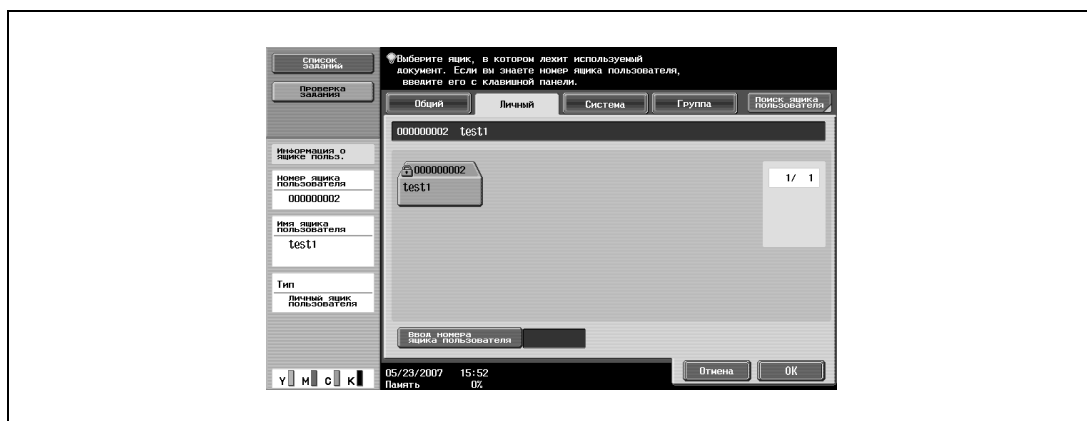 Список
заданий
Проверка
задания
Выберите ящик, в котором лежит используемый
документ. Если вы знаете номер ящика пользователя,
введите его с клавишной панели.
Общий
Личный
Система
Группа
Поиск ящика
пользователя
000000002 test1
Информация о
ящике польз.
Номер ящика
пользователя
000000002
Имя ящика
пользователя
test1
Тип
Личный ящик
пользователя
000000002
test1
1/ 1
Ввод номера
ящика пользователя
Y M C K
05/23/2007 15:52
Память 0%
Отмена
OK